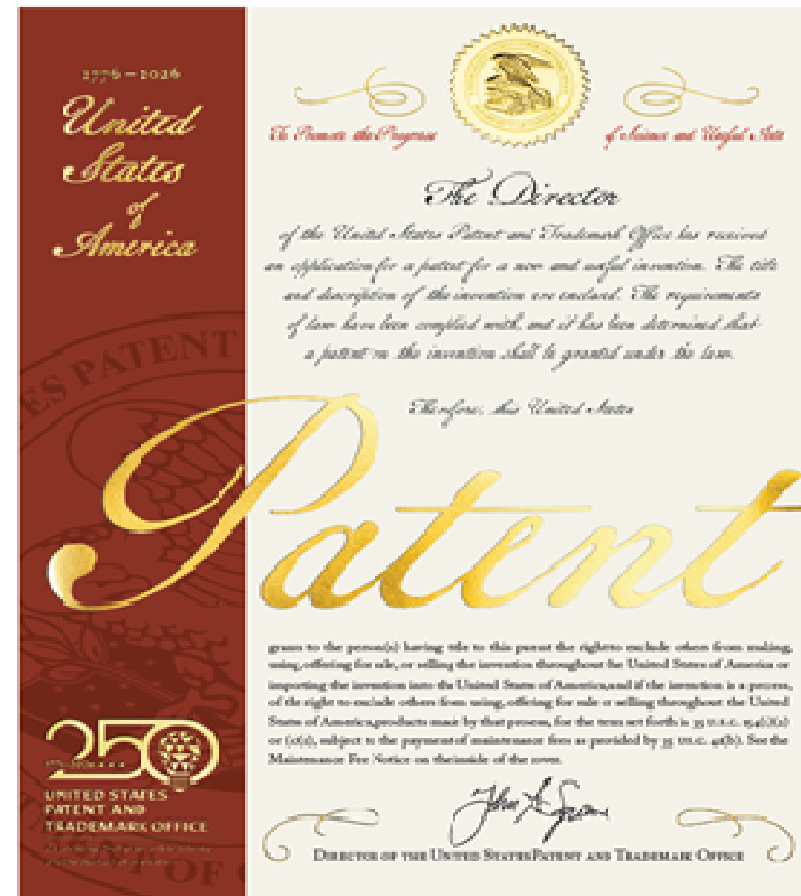 1776 – 1026
United
States
of
America
To Promote the Progress
of Science and Useful Arts
The Director
of the United States Patent and Trademark Office has received
an application for a patent for a new and useful invention. The title
and description of the invention are enclosed. The requirements
of law have been complied with, and it has been determined that
a patent on the invention shall be granted under the law.
Therefore, this United States
Patent
grants to the person(s) having title to this patent the right to exclude others from making,
using, offering for sale, or selling the invention throughout the United States of America or
importing the invention into the United States of America, and if the invention is a process,
of the right to exclude others from using, offering for sale or selling throughout the United
States of America, products made by that process, for the term set forth in 35 U.S.C.
or subject to the payment of maintenance fees as provided by 35 U.S.C. 41(b). See the
Maintenance Fee Notice on the inside of the cover.
ES PATENT
250
UNITED STATES
PATENT AND
TRADEMARK OFFICE
OF
DIRECTOR OF THE UNITED STATES PATENT AND TRADEMARK OFFICE